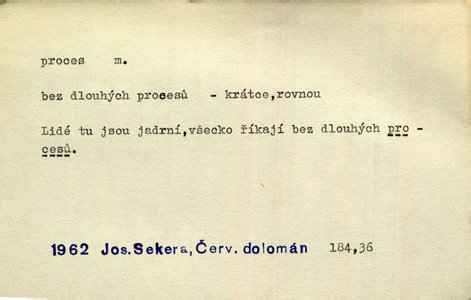 proces m.
bez dlouhých procesů - krátce,rovnou
Lidé tu jsou jadrní,všecko říkají bez dlouhých pro -
cesů.
1962 Jos.Sekera,Červ. dolomán 184,36